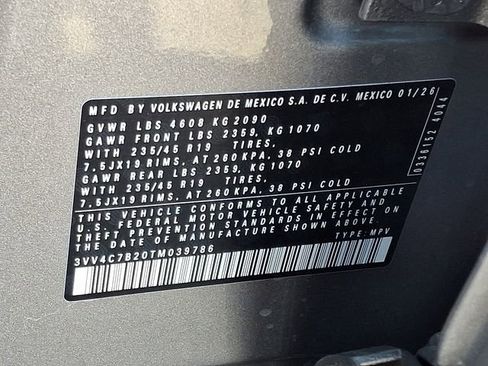 MFD BY VOLKSWAGEN DE MEXICO S.A. DE C.V. MEXICO 01/26
GVWR LBS 4608 KG 2090
GAWR FRONT LBS 2359, KG 1070
WITH 235/45 R19 TIRES,
7.5JX19 RIMS, AT 260 KPA, 38 PSI COLD
GAWR REAR LBS 2359, KG 1070
WITH 235/45 R19 TIRES,
7.5JX19 RIMS, AT 260 KPA, 38 PSI COLD
THIS VEHICLE CONFORMS TO ALL APPLICABLE
U.S. FEDERAL MOTOR VEHICLE SAFETY AND
THEFT PREVENTION STANDARDS IN EFFECT ON
THE DATE OF MANUFACTURE SHOWN ABOVE.
3VV4C7B20TM039786 TYPE: MPV
0336152 4044